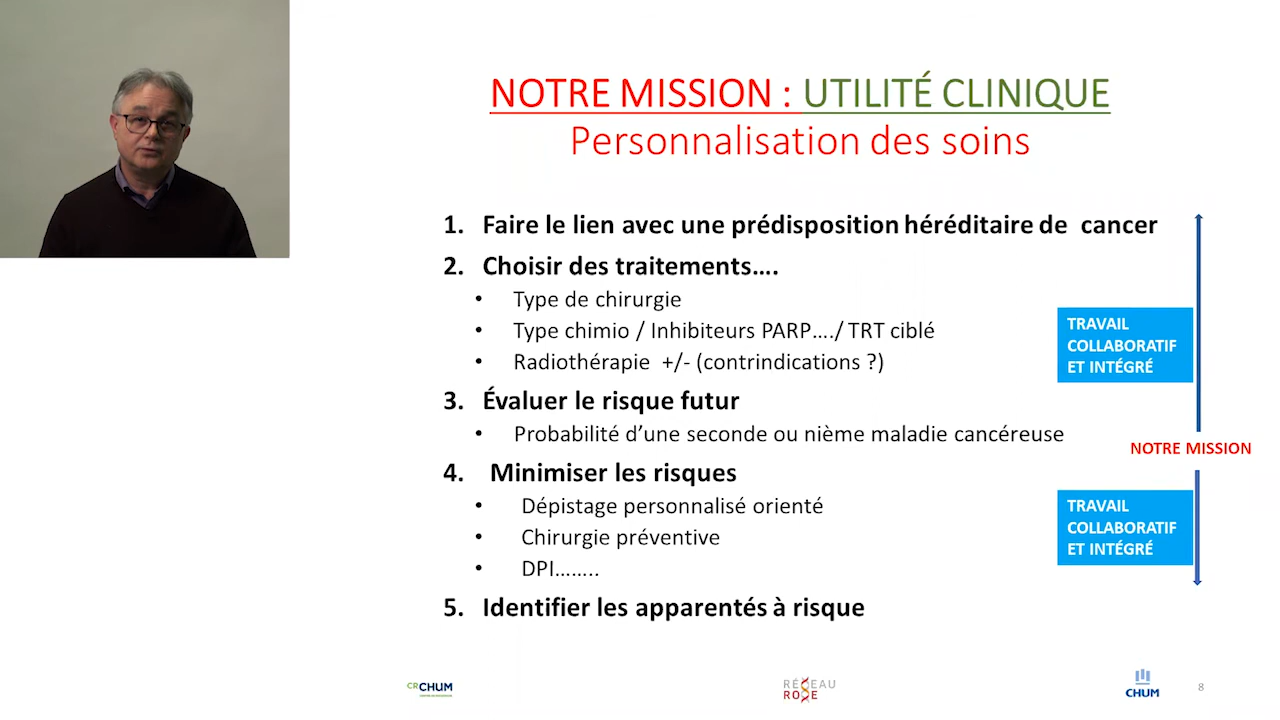 NOTRE MISSION : UTILITÉ CLINIQUE
Personnalisation des soins
1. Faire le lien avec une prédisposition héréditaire de cancer
2. Choisir des traitements….
• Type de chirurgie
• Type chimio / Inhibiteurs PARP…./ TRT ciblé
• Radiothérapie +/- (contrindications ?)
3. Évaluer le risque futur
• Probabilité d’une seconde ou nième maladie cancéreuse
4. Minimiser les risques
• Dépistage personnalisé orienté
• Chirurgie préventive
• DPI……..
5. Identifier les apparentés à risque
TRAVAIL
COLLABORATIF
ET INTÉGRÉ
NOTRE MISSION
TRAVAIL
COLLABORATIF
ET INTÉGRÉ
CRCHUM
RÉSEAU
ROSE
CHUM
8